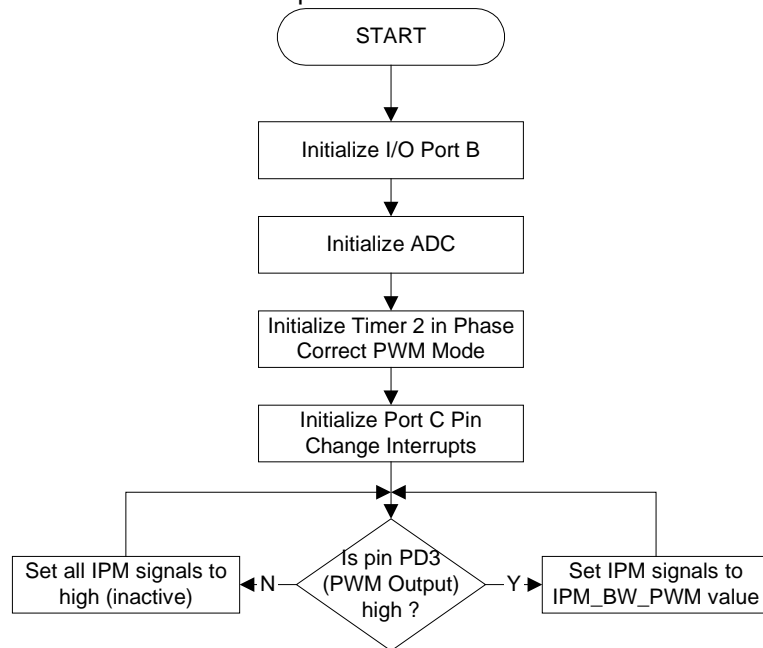 START
Initialize I/O Port B
Initialize ADC
Initialize Timer 2 in Phase
Correct PWM Mode
Initialize Port C Pin
Change Interrupts
Set all IPM signals to
high (inactive)
N
Is pin PD3
(PWM Output)
high ?
Y
Set IPM signals to
IPM_BW_PWM value